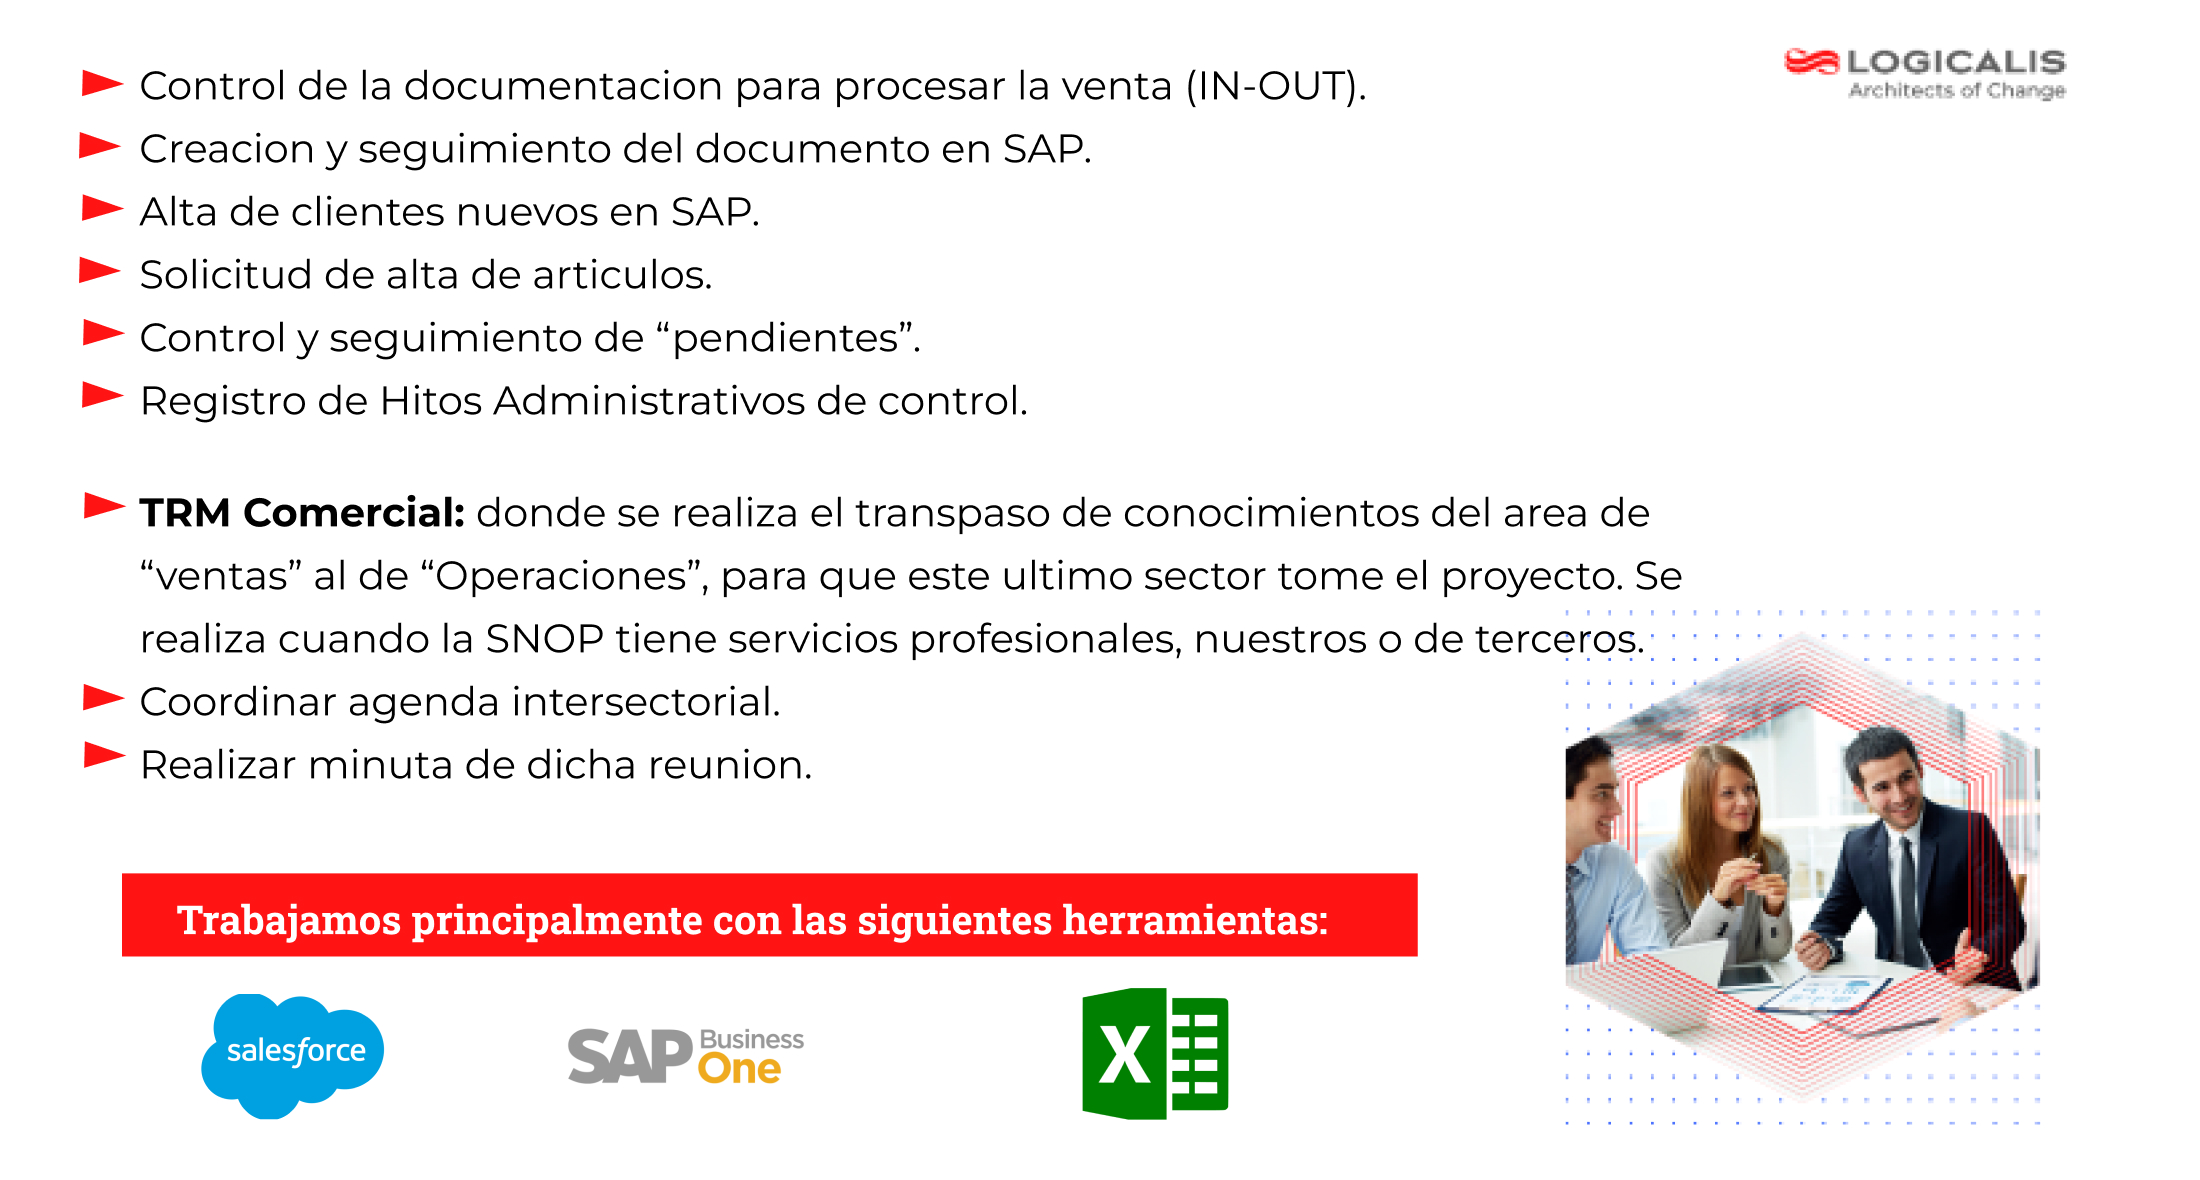 LOGICALIS
Architects of Change
Control de la documentacion para procesar la venta (IN-OUT).
Creacion y seguimiento del documento en SAP.
Alta de clientes nuevos en SAP.
Solicitud de alta de articulos.
Control y seguimiento de “pendientes”.
Registro de Hitos Administrativos de control.
TRM Comercial: donde se realiza el transpaso de conocimientos del area de
“ventas” al de “Operaciones”, para que este ultimo sector tome el proyecto. Se
realiza cuando la SNOP tiene servicios profesionales, nuestros o de terceros.
Coordinar agenda intersectorial.
Realizar minuta de dicha reunion.
Trabajamos principalmente con las siguientes herramientas:
salesforce
SAP Business One
X